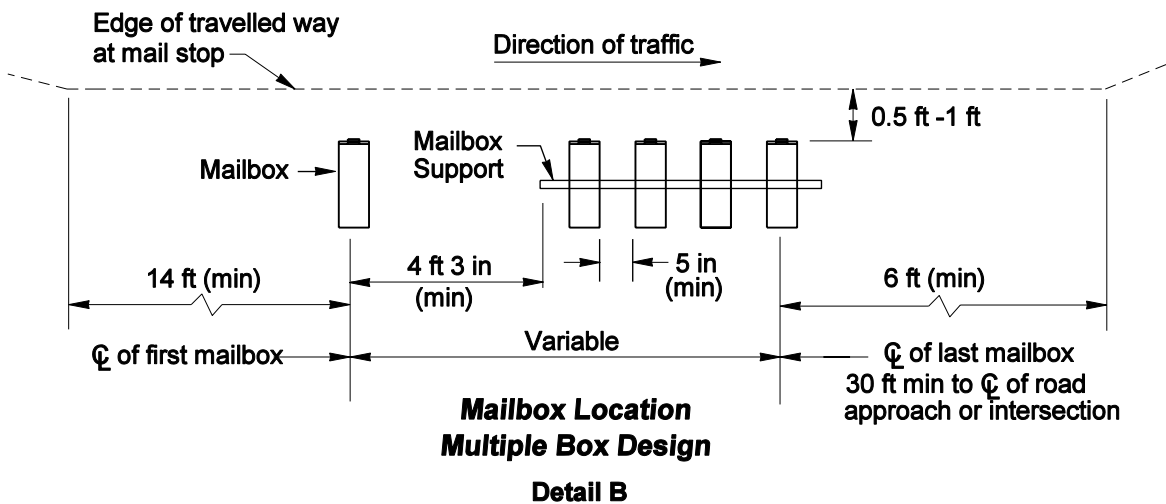 Edge of travelled way
at mail stop
Direction of traffic
0.5 ft -1 ft
Mailbox
Mailbox
Support
4 ft 3 in
(min)
5 in
(min)
14 ft (min)
6 ft (min)
℄ of first mailbox
Variable
℄ of last mailbox
30 ft min to ℄ of road
approach or intersection
Mailbox Location
Multiple Box Design
Detail B